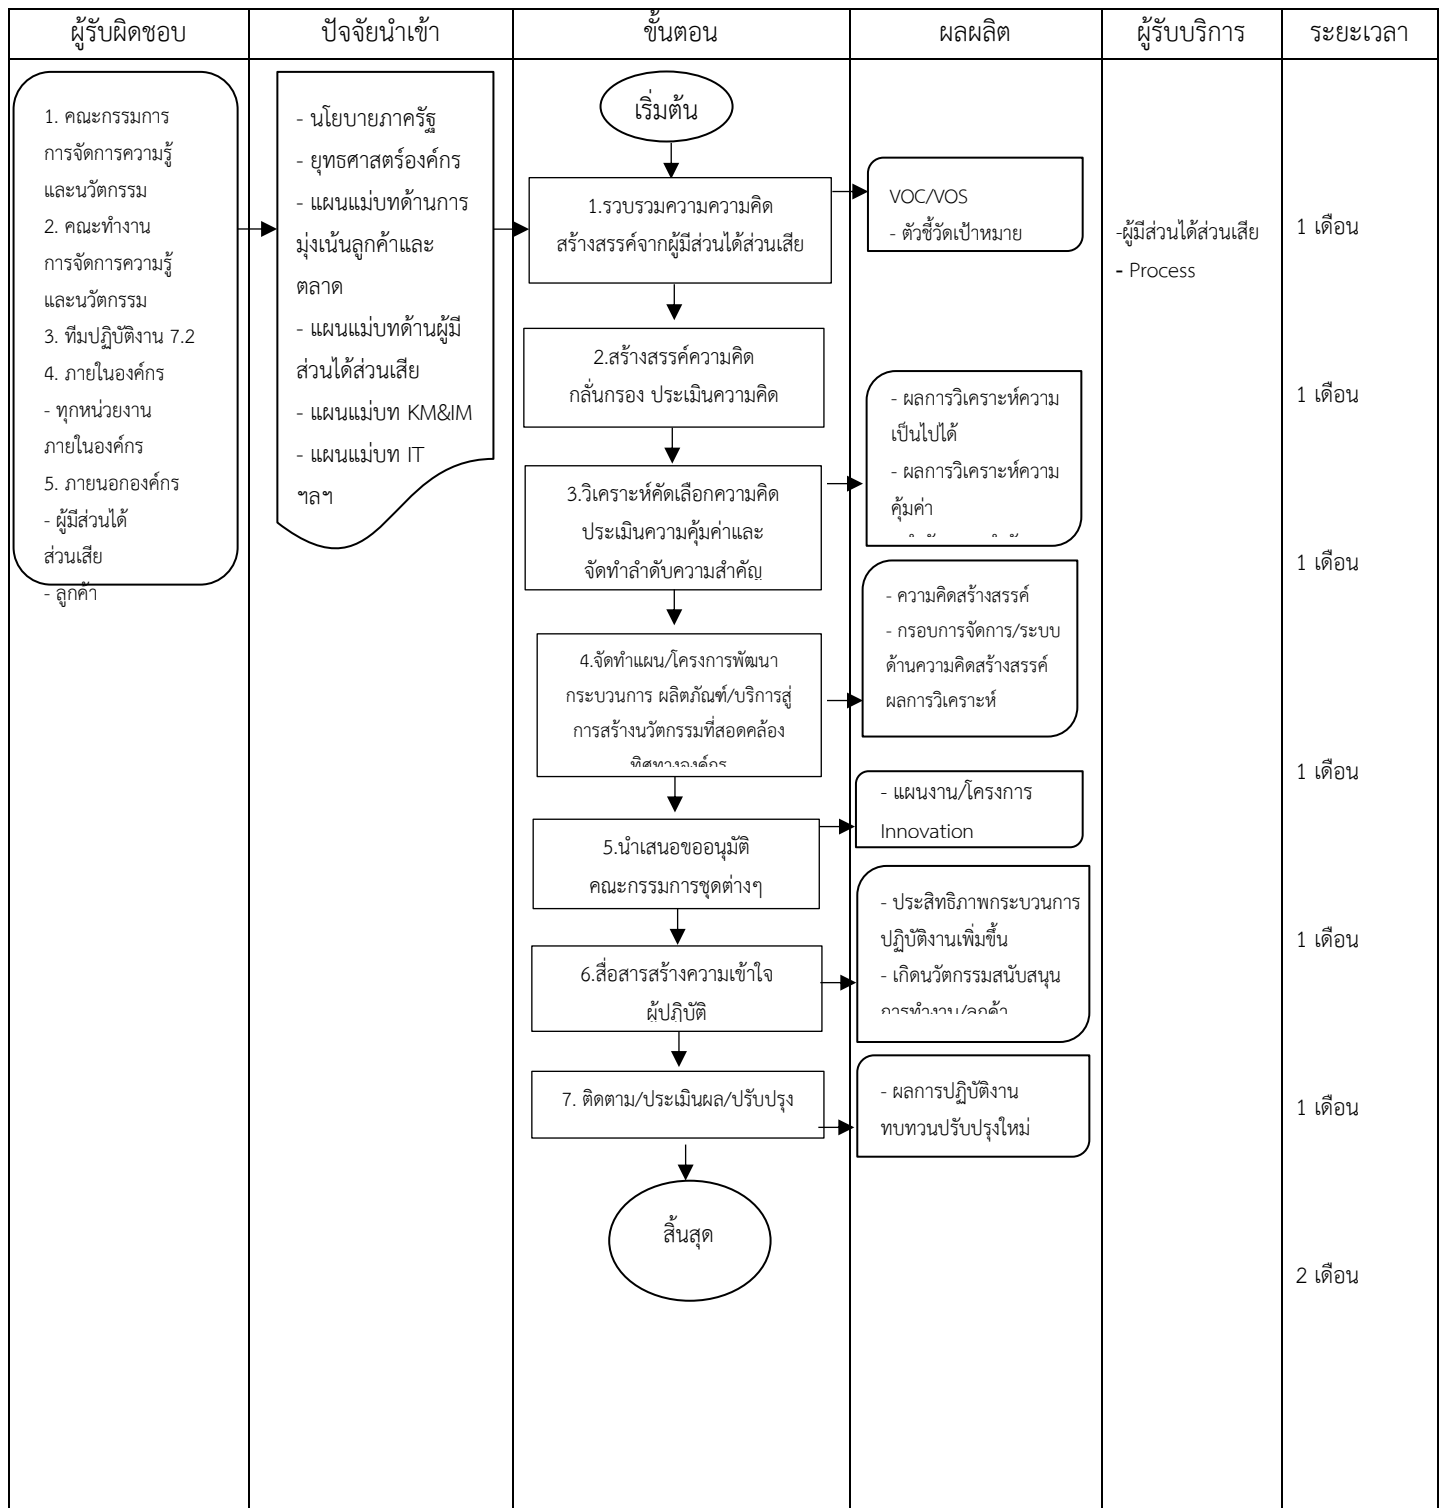 ผู้รับผิดชอบ
ปัจจัยนำเข้า
ขั้นตอน
ผลผลิต
ผู้รับบริการ
ระยะเวลา
1. คณะกรรมการ
การจัดการความรู้
และนวัตกรรม
2. คณะทำงาน
การจัดการความรู้
และนวัตกรรม
3. ทีมปฏิบัติงาน 7.2
4. ภายในองค์กร
- ทุกหน่วยงาน
ภายในองค์กร
5. ภายนอกองค์กร
- ผู้มีส่วนได้
ส่วนเสีย
- ลูกค้า
- นโยบายภาครัฐ
- ยุทธศาสตร์องค์กร
- แผนแม่บทด้านการ
มุ่งเน้นลูกค้าและ
ตลาด
- แผนแม่บทด้านผู้มี
ส่วนได้ส่วนเสีย
- แผนแม่บท KM&IM
- แผนแม่บท IT
ฯลฯ
เริ่มต้น
1.รวบรวมความความคิด
สร้างสรรค์จากผู้มีส่วนได้ส่วนเสีย
2.สร้างสรรค์ความคิด
กลั่นกรอง ประเมินความคิด
3.วิเคราะห์คัดเลือกความคิด
ประเมินความคุ้มค่าและ
จัดทำลำดับความสำคัญ
4.จัดทำแผน/โครงการพัฒนา
กระบวนการ ผลิตภัณฑ์/บริการสู่
การสร้างนวัตกรรมที่สอดคล้อง
ทิศทางองค์กร
5.นำเสนอขออนุมัติ
คณะกรรมการชุดต่างๆ
6.สื่อสารสร้างความเข้าใจ
ผู้ปฏิบัติ
7. ติดตาม/ประเมินผล/ปรับปรุง
สิ้นสุด
VOC/VOS
- ตัวชี้วัดเป้าหมาย
- ผลการวิเคราะห์ความ
เป็นไปได้
- ผลการวิเคราะห์ความ
คุ้มค่า
- ความคิดสร้างสรรค์
- กรอบการจัดการ/ระบบ
ด้านความคิดสร้างสรรค์
ผลการวิเคราะห์
- แผนงาน/โครงการ
Innovation
- ประสิทธิภาพกระบวนการ
ปฏิบัติงานเพิ่มขึ้น
- เกิดนวัตกรรมสนับสนุน
การทำงาน/ลูกค้า
- ผลการปฏิบัติงาน
ทบทวนปรับปรุงใหม่
-ผู้มีส่วนได้ส่วนเสีย
- Process
1 เดือน
1 เดือน
1 เดือน
1 เดือน
1 เดือน
1 เดือน
2 เดือน